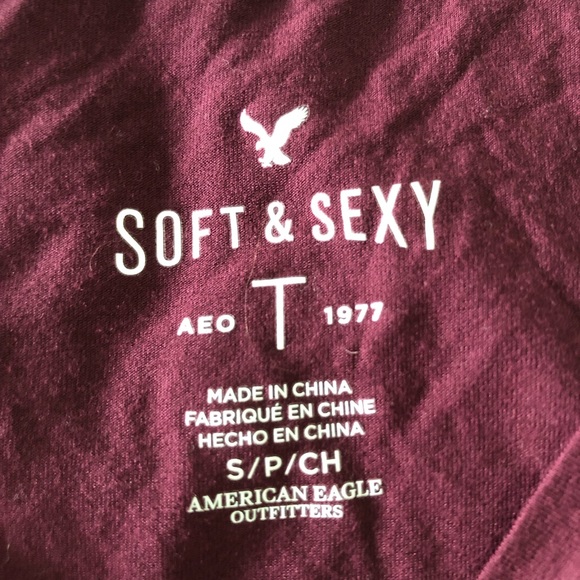 SOFT & SEXY
AEO T 1977
MADE IN CHINA
FABRIQUÉ EN CHINE
HECHO EN CHINA
S/P/CH
AMERICAN EAGLE
OUTFITTERS